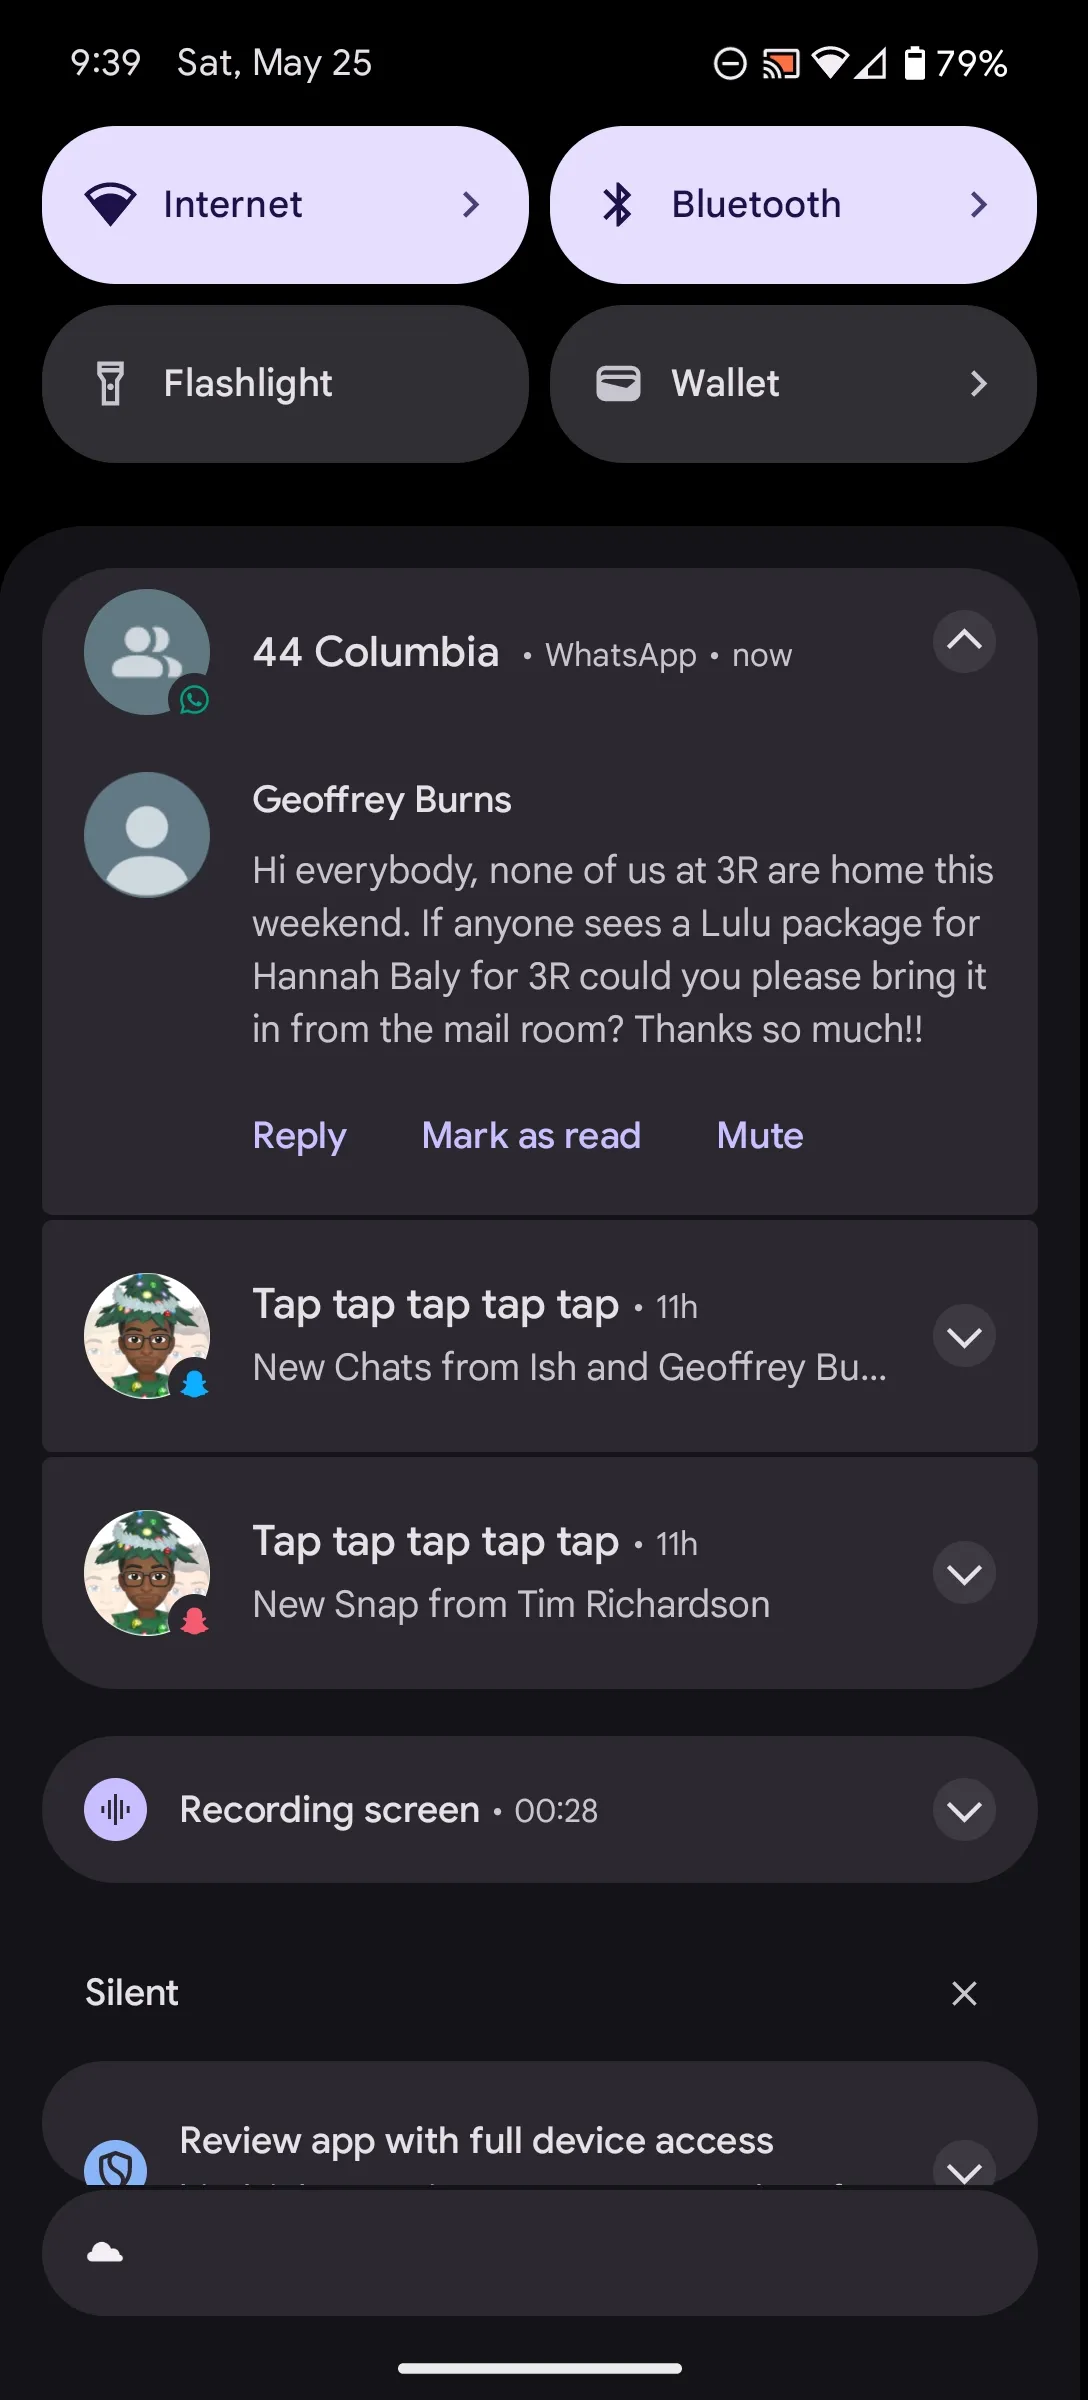 9:39 Sat, May 25 79%
Internet Bluetooth
Flashlight Wallet
44 Columbia • WhatsApp • now
Geoffrey Burns
Hi everybody, none of us at 3R are home this
weekend. If anyone sees a Lulu package for
Hannah Baly for 3R could you please bring it
in from the mail room? Thanks so much!!
Reply Mark as read Mute
Tap tap tap tap tap • 11h
New Chats from Ish and Geoffrey Bu...
Tap tap tap tap tap • 11h
New Snap from Tim Richardson
Recording screen • 00:28
Silent
Review app with full device access